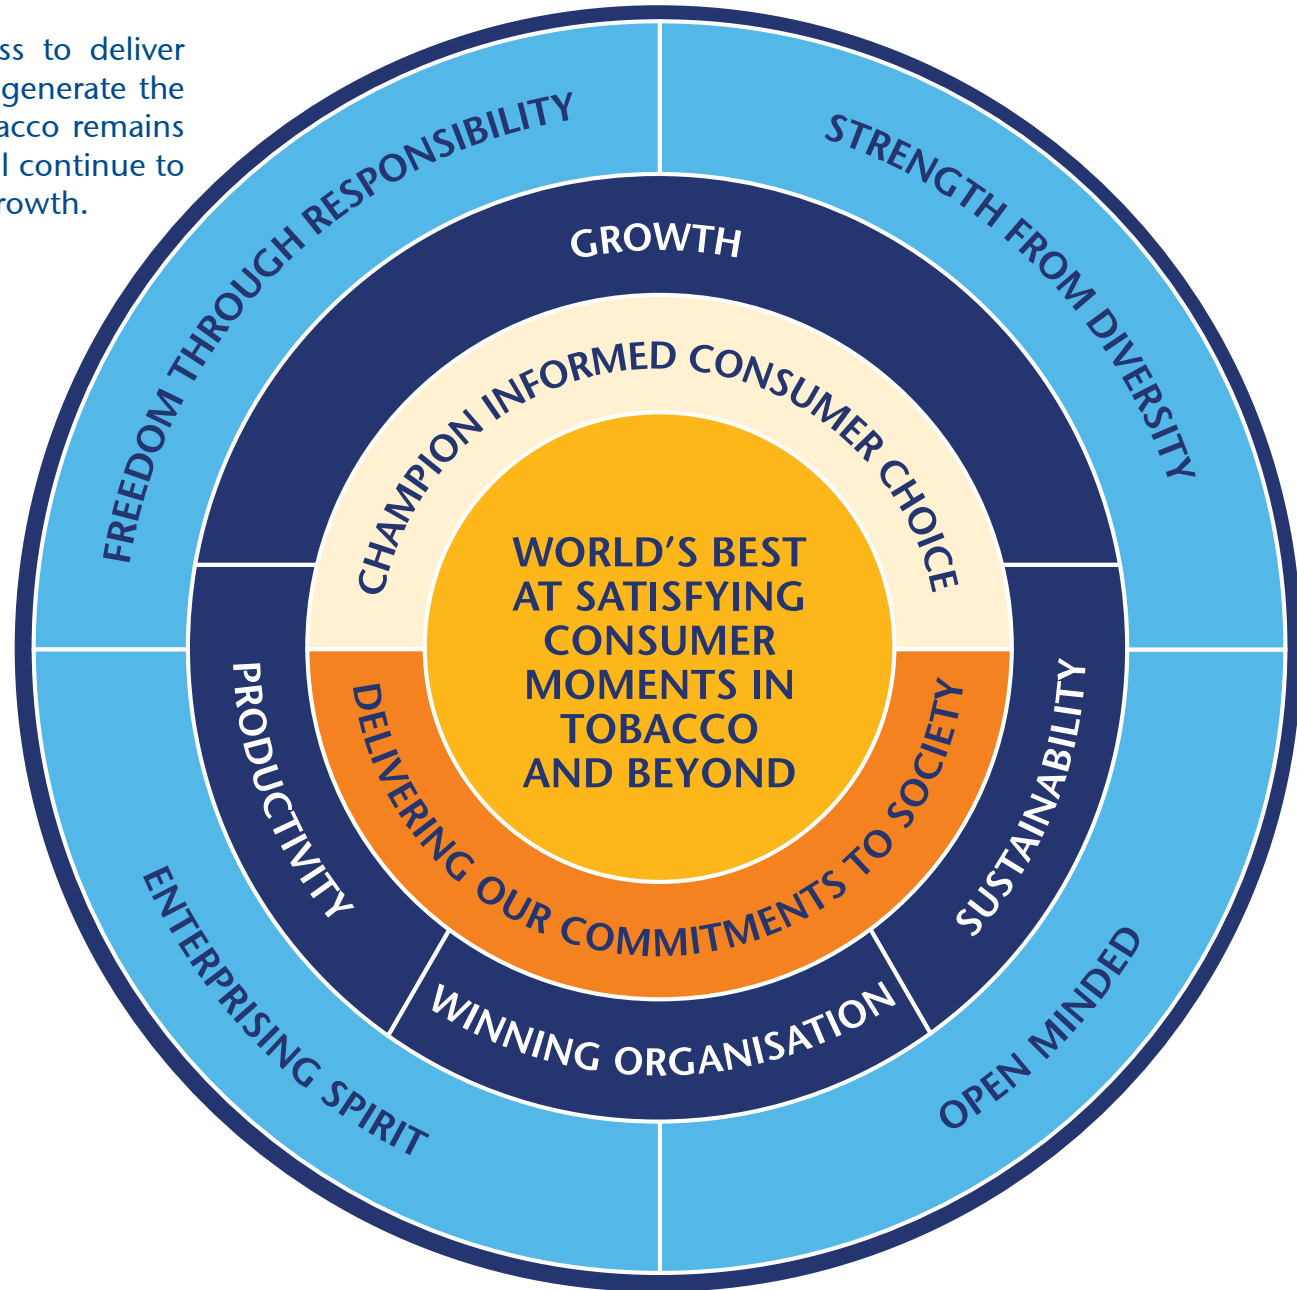 ss to deliver
generate the
acco remains
l continue to
rowth.
FREEDOM THROUGH RESPONSIBILITY
STRENGTH FROM DIVERSITY
GROWTH
CHAMPION INFORMED CONSUMER CHOICE
WORLD'S BEST
AT SATISFYING
CONSUMER
MOMENTS IN
TOBACCO
AND BEYOND
DELIVERING OUR COMMITMENTS TO SOCIETY
PRODUCTIVITY
SUSTAINABILITY
WINNING ORGANISATION
ENTERPRISING SPIRIT
OPEN MINDED